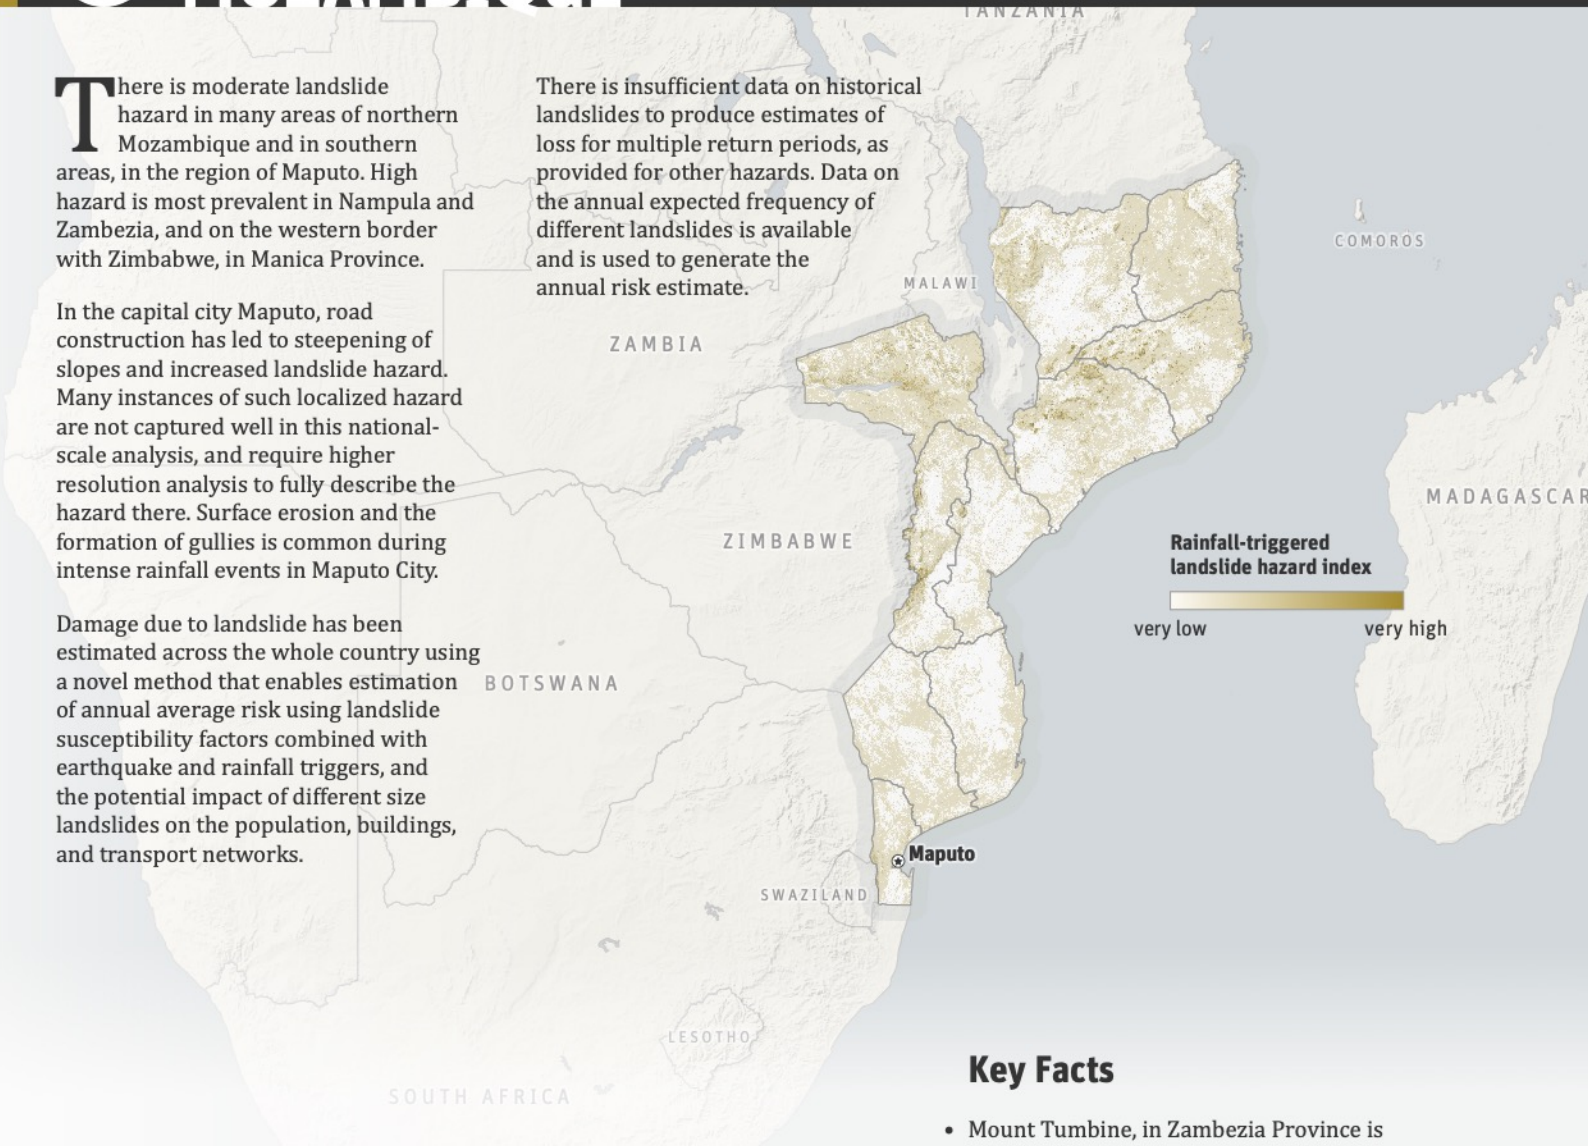 TANZANIA
There is moderate landslide
hazard in many areas of northern
Mozambique and in southern
areas, in the region of Maputo. High
hazard is most prevalent in Nampula and
Zambezia, and on the western border
with Zimbabwe, in Manica Province.
In the capital city Maputo, road
construction has led to steepening of
slopes and increased landslide hazard.
Many instances of such localized hazard
are not captured well in this national-
scale analysis, and require higher
resolution analysis to fully describe the
hazard there. Surface erosion and the
formation of gullies is common during
intense rainfall events in Maputo City.
Damage due to landslide has been
estimated across the whole country using
a novel method that enables estimation
of annual average risk using landslide
susceptibility factors combined with
earthquake and rainfall triggers, and
the potential impact of different size
landslides on the population, buildings,
and transport networks.
There is insufficient data on historical
landslides to produce estimates of
loss for multiple return periods, as
provided for other hazards. Data on
the annual expected frequency of
different landslides is available
and is used to generate the
annual risk estimate.
COMOROS
MALAWI
ZAMBIA
MADAGASCAR
ZIMBABWE
Rainfall-triggered
landslide hazard index
very low very high
BOTSWANA
Maputo
SWAZILAND
LESOTHO
SOUTH AFRICA
Key Facts
• Mount Tumbine, in Zambezia Province is